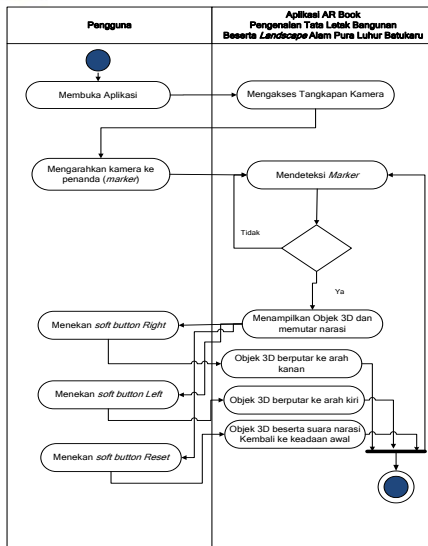 Pengguna
Aplikasi AR Book
Pengenalan Tata Letak Bangunan
Beserta Landscape Alam Pura Luhur Batukaru
Membuka Aplikasi
Mengakses Tangkapan Kamera
Mengarahkan kamera ke
penanda (marker)
Mendeteksi Marker
Tidak
Ya
Menampilkan Objek 3D dan
memutar narasi
Menekan soft button Right
Objek 3D berputar ke arah
kanan
Menekan soft button Left
Objek 3D berputar ke arah kiri
Objek 3D beserta suara narasi
Kembali ke keadaan awal
Menekan soft button Reset